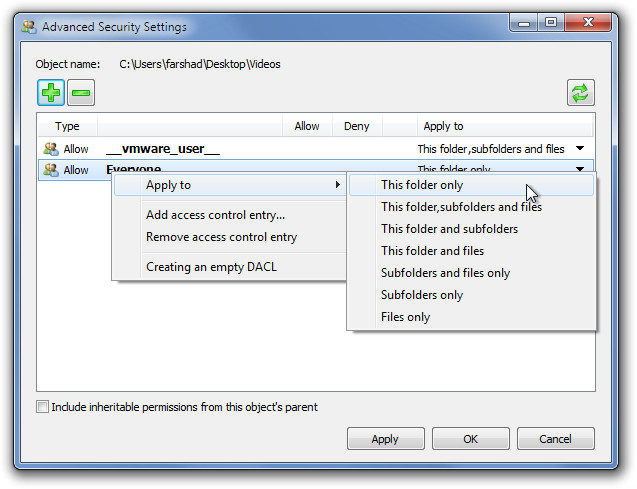 Advanced Security Settings
Object name: C:\Users\farshad\Desktop\Videos
Type Allow Deny Apply to
Allow __vmware_user__ This folder,subfolders and files
Allow Everyone This folder only
Apply to
Add access control entry...
Remove access control entry
Creating an empty DACL
This folder only
This folder,subfolders and files
This folder and subfolders
This folder and files
Subfolders and files only
Subfolders only
Files only
Include inheritable permissions from this object's parent
Apply OK Cancel